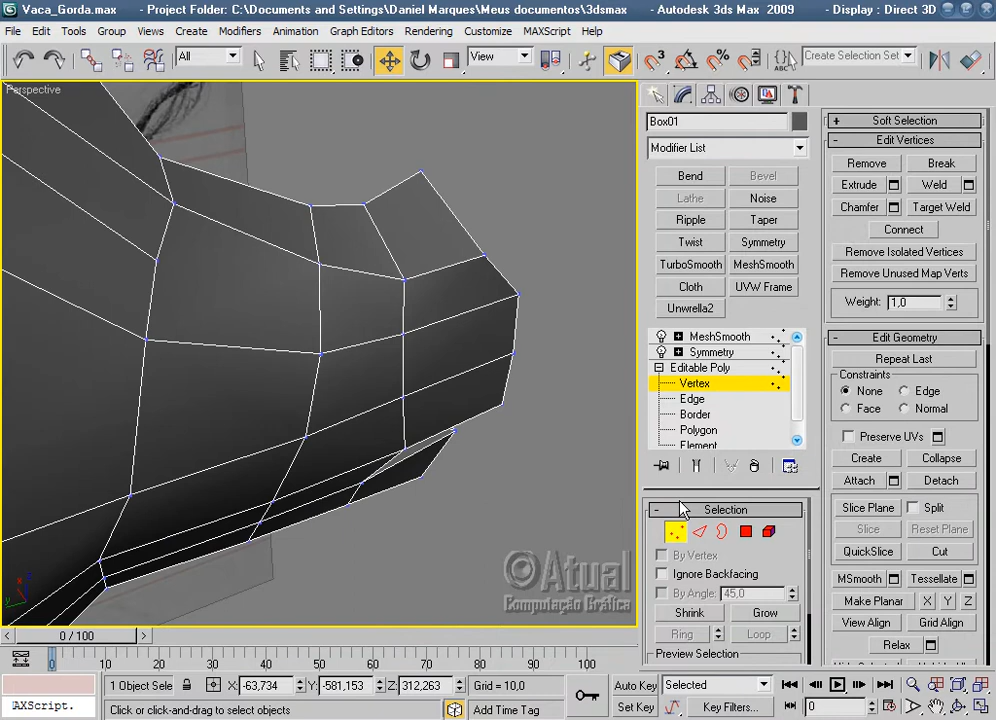 Vaca_Gorda.max - Project Folder: C:\Documents and Settings\Daniel Marques\Meus documentos\3dsmax - Autodesk 3ds Max 2009 - Display : Direct 3D
File Edit Tools Group Views Create Modifiers Animation Graph Editors Rendering Customize MAXScript Help
All View Create Selection Set
Perspective
Box01
Modifier List
Bend Bevel
Lathe Noise
Ripple Taper
Twist Symmetry
TurboSmooth MeshSmooth
Cloth UVW Frame
Unwrella2
MeshSmooth
Symmetry
Editable Poly
Vertex
Edge
Border
Polygon
Element
- Selection
By Vertex
Ignore Backfacing
By Angle: 45,0
Shrink Grow
Ring Loop
Preview Selection
+ Soft Selection
- Edit Vertices
Remove Break
Extrude Weld
Chamfer Target Weld
Connect
Remove Isolated Vertices
Remove Unused Map Verts
Weight: 1,0
- Edit Geometry
Repeat Last
Constraints
None Edge
Face Normal
Preserve UVs
Create Collapse
Attach Detach
Slice Plane Split
Slice Reset Plane
QuickSlice Cut
MSmooth Tessellate
Make Planar X Y Z
View Align Grid Align
Relax
©Atual
Computação Gráfica
< 0 / 100 >
0 10 20 30 40 50 60 70 80 90 100
1 Object Sele X: -63,734 Y: -581,153 Z: 312,263 Grid = 10,0 Auto Key Selected
AXScript. Click or click-and-drag to select objects Add Time Tag Set Key Key Filters... 0